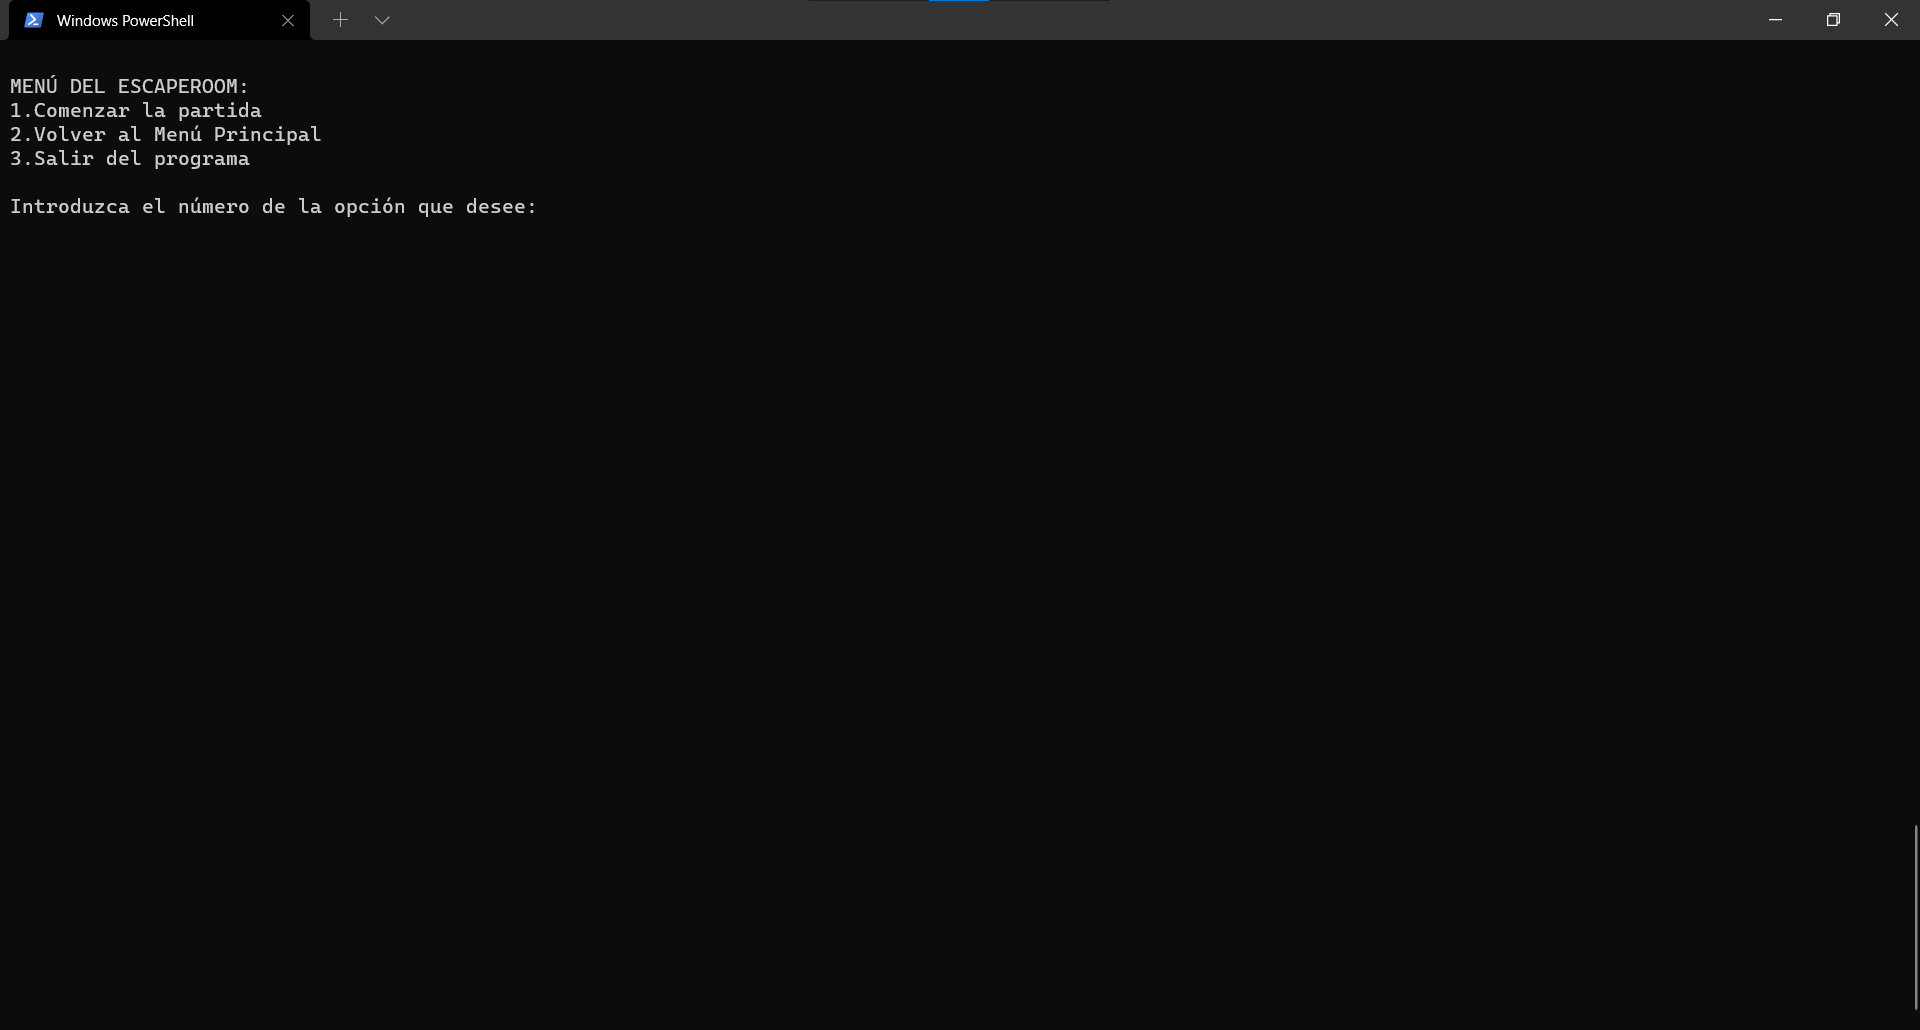 Windows PowerShell
MENÚ DEL ESCAPEROOM:
1.Comenzar la partida
2.Volver al Menú Principal
3.Salir del programa
Introduzca el número de la opción que desee: